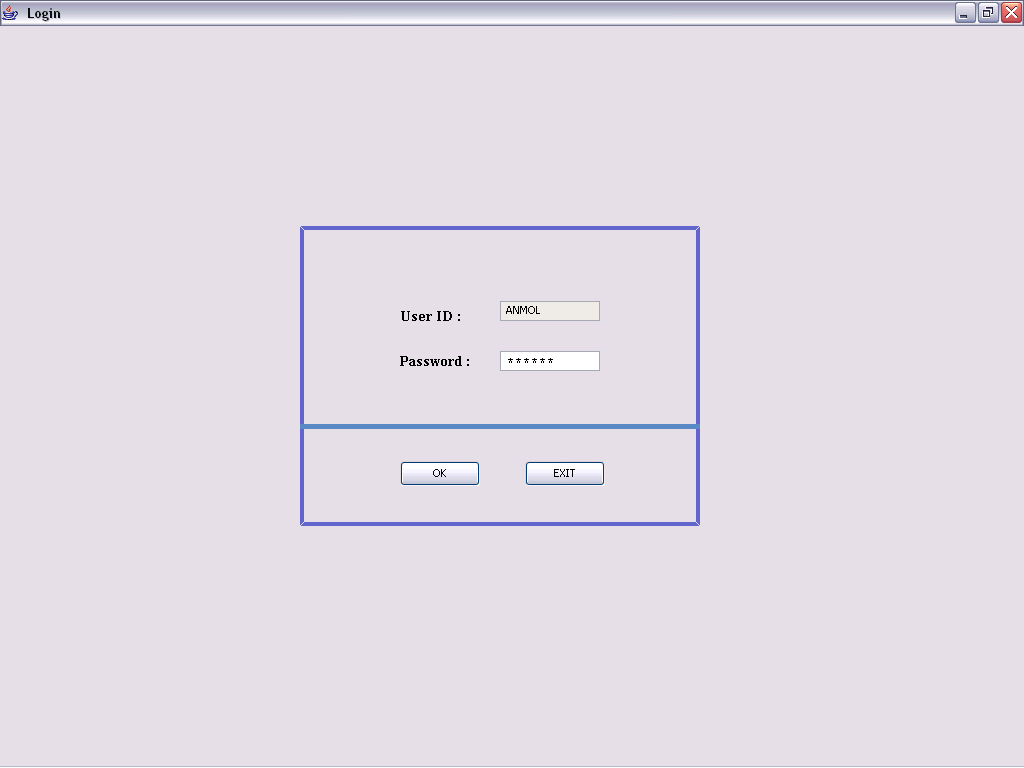 Login
User ID :
ANMOL
Password :
******
OK
EXIT